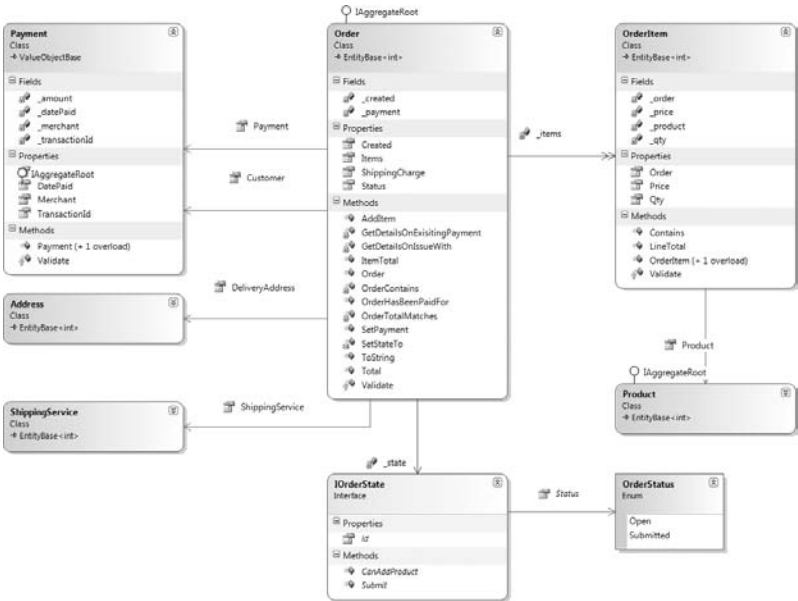 IAggregateRoot
Payment
Class
ValueObjectBase
Fields
_amount
_datePaid
_merchant
_transactionId
Properties
IAggregateRoot
DatePaid
Merchant
TransactionId
Methods
Payment (+ 1 overload)
Validate
Order
Class
EntityBase<int>
Fields
_created
_payment
Properties
Created
Items
ShippingCharge
Status
Methods
AddItem
GetDetailsOnExisitingPayment
GetDetailsOnIssueWith
ItemTotal
Order
OrderContains
OrderHasBeenPaidFor
OrderTotalMatches
SetPayment
SetStateTo
ToString
Total
Validate
OrderItem
Class
EntityBase<int>
Fields
_order
_price
_product
_qty
Properties
Order
Price
Qty
Methods
Contains
LineTotal
OrderItem (+ 1 overload)
Validate
Payment
Customer
_items
DeliveryAddress
Address
Class
EntityBase<int>
ShippingService
ShippingService
Class
EntityBase<int>
Product
IAggregateRoot
Product
Class
EntityBase<int>
_state
IOrderState
Interface
Properties
Id
Methods
CanAddProduct
Submit
Status
OrderStatus
Enum
Open
Submitted